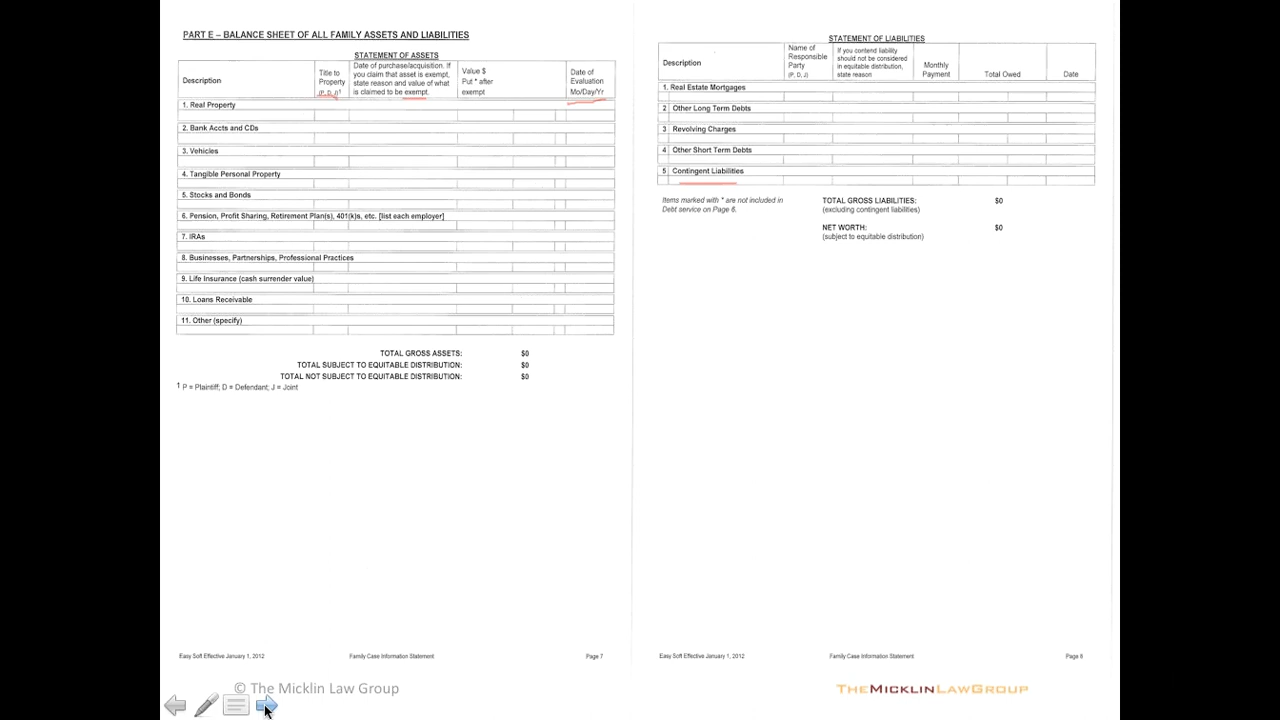 PART E – BALANCE SHEET OF ALL FAMILY ASSETS AND LIABILITIES
STATEMENT OF ASSETS
Description
Title to
Property
(P, D, J)1
Date of purchase/acquisition. If
you claim that asset is exempt,
state reason and value of what
is claimed to be exempt.
Value $
Put * after
exempt
Date of
Evaluation
Mo/Day/Yr
1. Real Property
2. Bank Accts and CDs
3. Vehicles
4. Tangible Personal Property
5. Stocks and Bonds
6. Pension, Profit Sharing, Retirement Plan(s), 401(k)s, etc. [list each employer]
7. IRAs
8. Businesses, Partnerships, Professional Practices
9. Life Insurance (cash surrender value)
10. Loans Receivable
11. Other (specify)
TOTAL GROSS ASSETS: $0
TOTAL SUBJECT TO EQUITABLE DISTRIBUTION: $0
TOTAL NOT SUBJECT TO EQUITABLE DISTRIBUTION: $0
1 P = Plaintiff; D = Defendant; J = Joint
Easy Soft Effective January 1, 2012 Family Case Information Statement Page 7
STATEMENT OF LIABILITIES
Description
Name of
Responsible
Party
(P, D, J)
If you contend liability
should not be considered
in equitable distribution,
state reason
Monthly
Payment
Total Owed
Date
1. Real Estate Mortgages
2 Other Long Term Debts
3 Revolving Charges
4 Other Short Term Debts
5 Contingent Liabilities
Items marked with * are not included in
Debt service on Page 6.
TOTAL GROSS LIABILITIES: $0
(excluding contingent liabilities)
NET WORTH: $0
(subject to equitable distribution)
Easy Soft Effective January 1, 2012 Family Case Information Statement Page 8
© The Micklin Law Group
THEMICKLINLAWGROUP